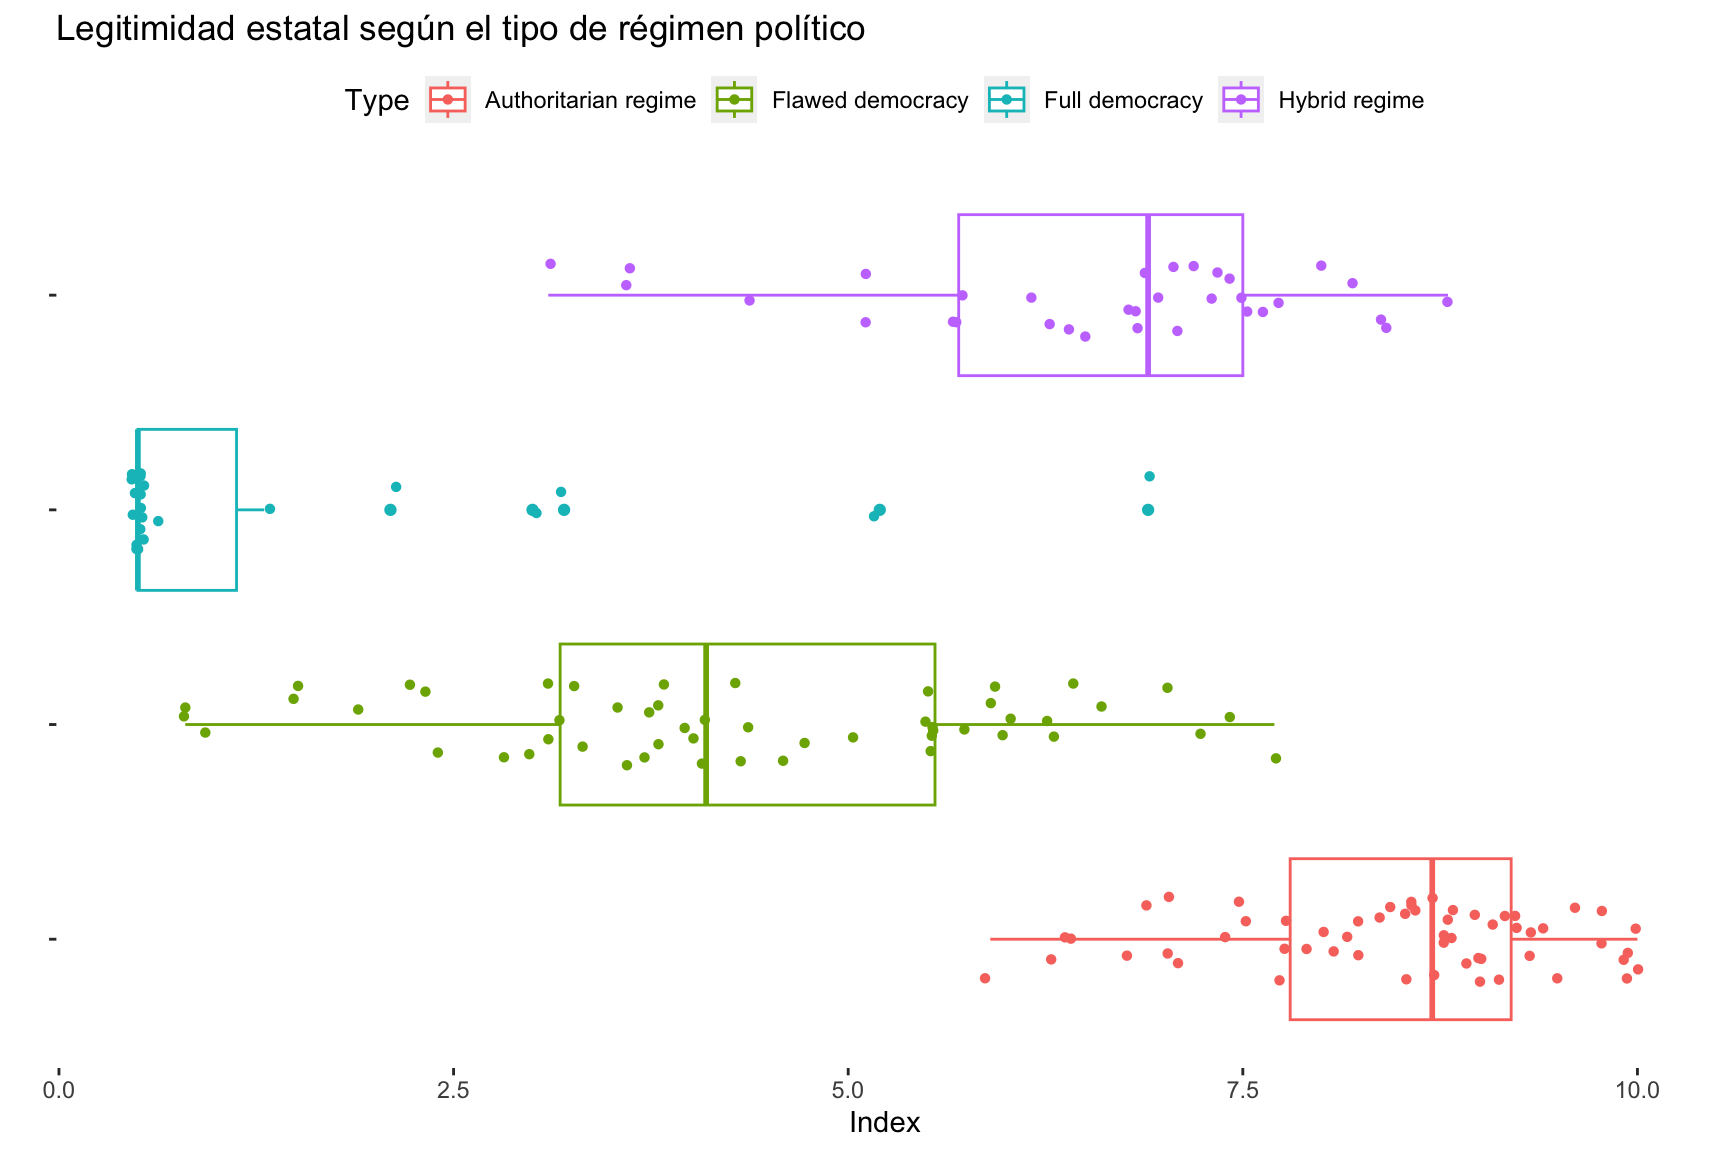 Legitimidad estatal según el tipo de régimen político
Type Authoritarian regime Flawed democracy Full democracy Hybrid regime
0.0 2.5 5.0 7.5 10.0
Index